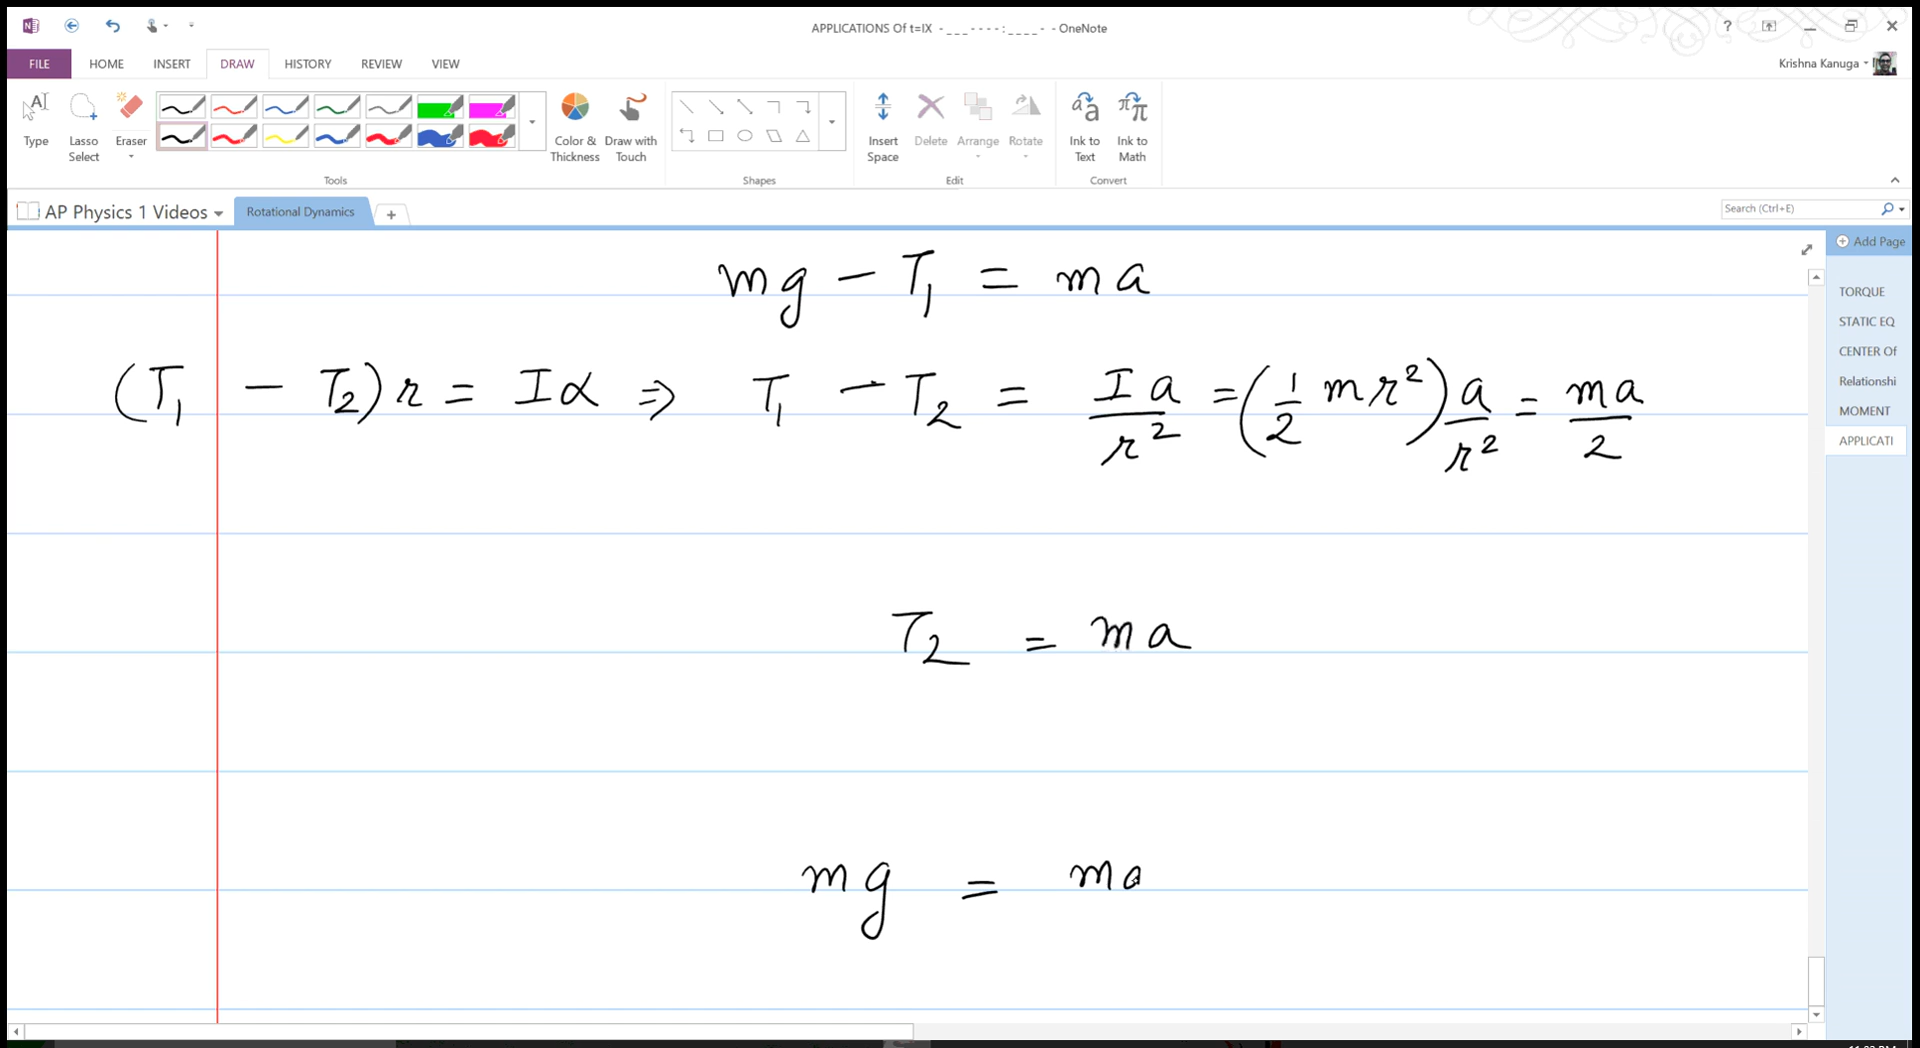 APPLICATIONS Of t=IX - _ _ _ - - - - : _ _ _ _ - - OneNote
?
FILE HOME INSERT DRAW HISTORY REVIEW VIEW
Krishna Kanuga
Type
Lasso Select
Eraser
Color & Thickness
Draw with Touch
Insert Space
Delete
Arrange
Rotate
Ink to Text
Ink to Math
Tools
Shapes
Edit
Convert
AP Physics 1 Videos
Rotational Dynamics
+
Search (Ctrl+E)
Add Page
TORQUE
STATIC EQ
CENTER Of
Relationshi
MOMENT
APPLICATI
mg - T₁ = ma
(T₁ - T₂)r = Iα ⇒ T₁ - T₂ = Ia/r² = (1/2 mr²) a/r² = ma/2
T₂ = ma
mg = ma